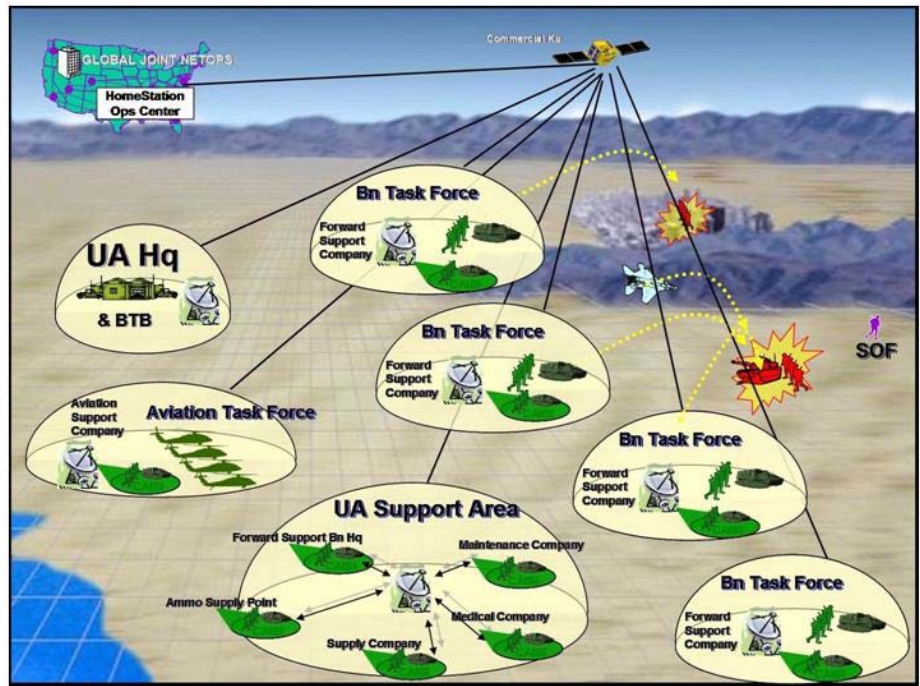 Commercial Ku
GLOBAL JOINT NETOPS
HomeStation
Ops Center
Bn Task Force
Forward
Support
Company
UA Hq
& BTB
SOF
Bn Task Force
Forward
Support
Company
Aviation
Support
Company
Aviation Task Force
Bn Task Force
Forward
Support
Company
UA Support Area
Forward Support Bn Hq
Maintenance Company
Ammo Supply Point
Medical Company
Supply Company
Bn Task Force
Forward
Support
Company